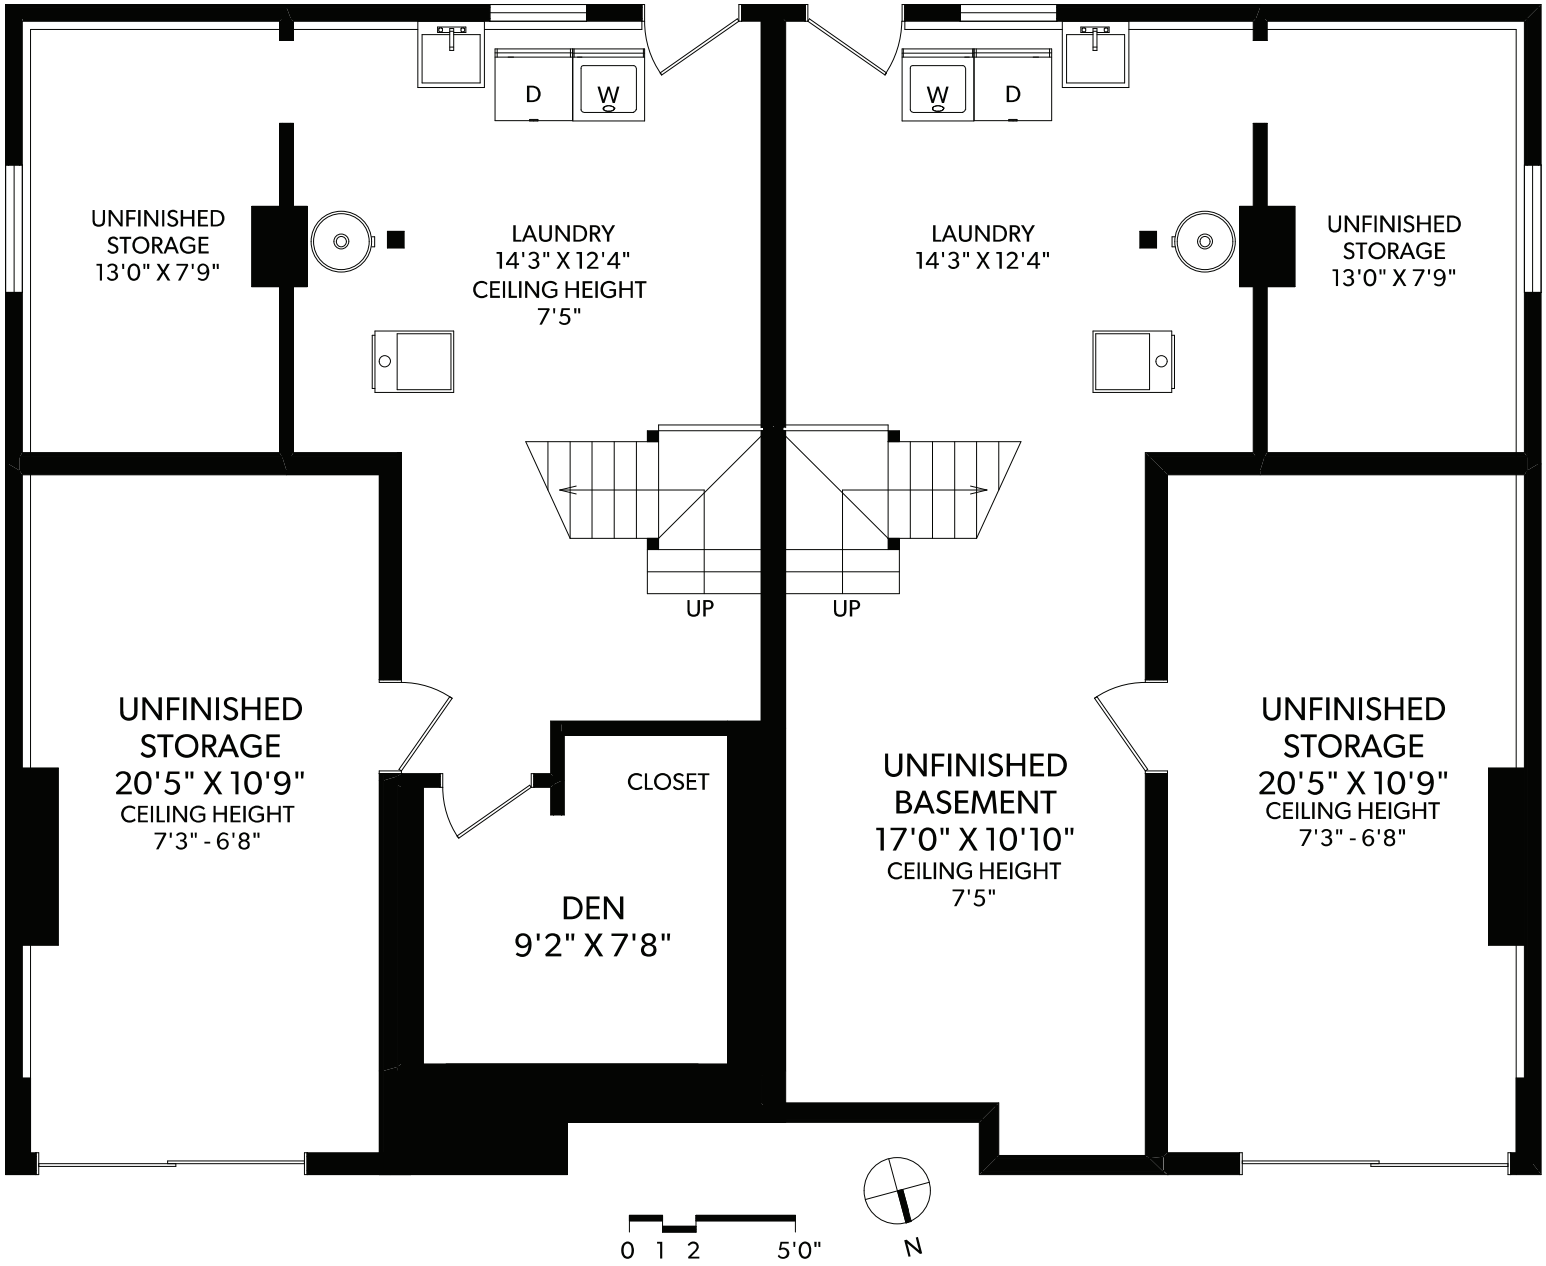 D
W
W
D
UNFINISHED
STORAGE
13'0" X 7'9"
LAUNDRY
14'3" X 12'4"
CEILING HEIGHT
7'5"
LAUNDRY
14'3" X 12'4"
UNFINISHED
STORAGE
13'0" X 7'9"
UP
UP
UNFINISHED
STORAGE
20'5" X 10'9"
CEILING HEIGHT
7'3" - 6'8"
CLOSET
DEN
9'2" X 7'8"
UNFINISHED
BASEMENT
17'0" X 10'10"
CEILING HEIGHT
7'5"
UNFINISHED
STORAGE
20'5" X 10'9"
CEILING HEIGHT
7'3" - 6'8"
0 1 2 5'0"
N